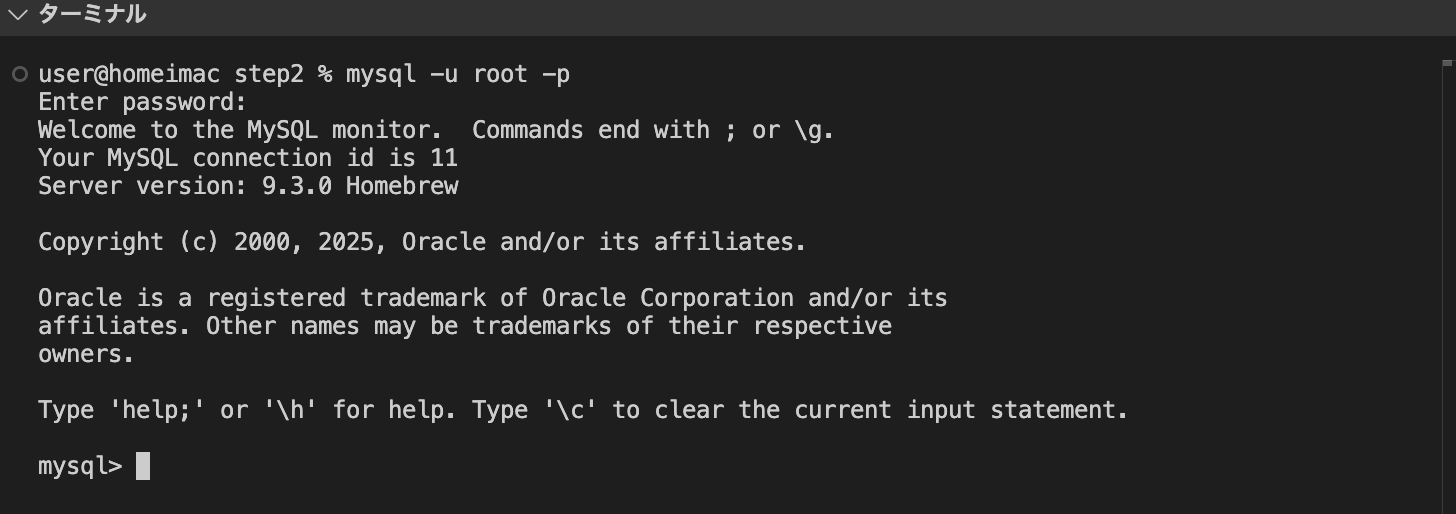 ターミナル
user@homeimac step2 % mysql -u root -p
Enter password:
Welcome to the MySQL monitor.  Commands end with ; or \g.
Your MySQL connection id is 11
Server version: 9.3.0 Homebrew
Copyright (c) 2000, 2025, Oracle and/or its affiliates.
Oracle is a registered trademark of Oracle Corporation and/or its
affiliates. Other names may be trademarks of their respective
owners.
Type 'help;' or '\h' for help. Type '\c' to clear the current input statement.
mysql>